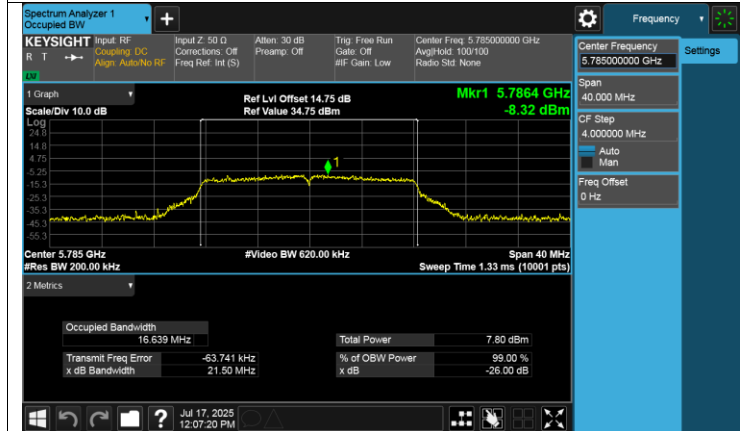 Spectrum Analyzer 1
Occupied BW
Frequency
KEYSIGHT
R T
Input: RF
Coupling: DC
Align: Auto/No RF
Input Z: 50 Ω
Corrections: Off
Freq Ref: Int (S)
Atten: 30 dB
Preamp: Off
Trig: Free Run
Gate: Off
#IF Gain: Low
Center Freq: 5.785000000 GHz
Avg|Hold: 100/100
Radio Std: None
1 Graph
Scale/Div 10.0 dB
Ref Lvl Offset 14.75 dB
Ref Value 34.75 dBm
Mkr1 5.7864 GHz
-8.32 dBm
Log
24.8
14.8
4.75
-5.25
-15.3
-25.3
-35.3
-45.3
-55.3
1
Center 5.785 GHz
#Res BW 200.00 kHz
#Video BW 620.00 kHz
Span 40 MHz
Sweep Time 1.33 ms (10001 pts)
2 Metrics
Occupied Bandwidth
16.639 MHz
Transmit Freq Error -63.741 kHz
x dB Bandwidth 21.50 MHz
Total Power 7.80 dBm
% of OBW Power 99.00 %
x dB -26.00 dB
Jul 17, 2025
12:07:20 PM
Center Frequency
5.785000000 GHz
Span
40.000 MHz
CF Step
4.000000 MHz
Auto
Man
Freq Offset
0 Hz
Settings